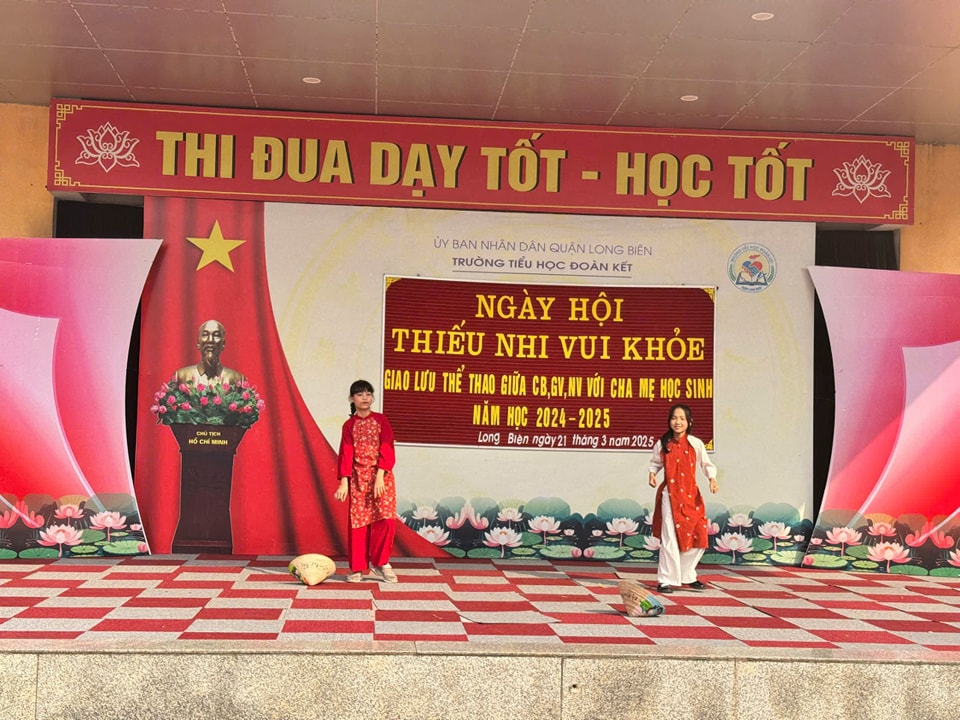 THI ĐUA DẠY TỐT - HỌC TỐT
ỦY BAN NHÂN DÂN QUẬN LONG BIÊN
TRƯỜNG TIỂU HỌC ĐOÀN KẾT
NGÀY HỘI
THIẾU NHI VUI KHỎE
GIAO LƯU THỂ THAO GIỮA CB,GV,NV VỚI CHA MẸ HỌC SINH
NĂM HỌC 2024-2025
Long Biên ngày 21 tháng 3 năm 2025
CHỦ TỊCH
HỒ CHÍ MINH